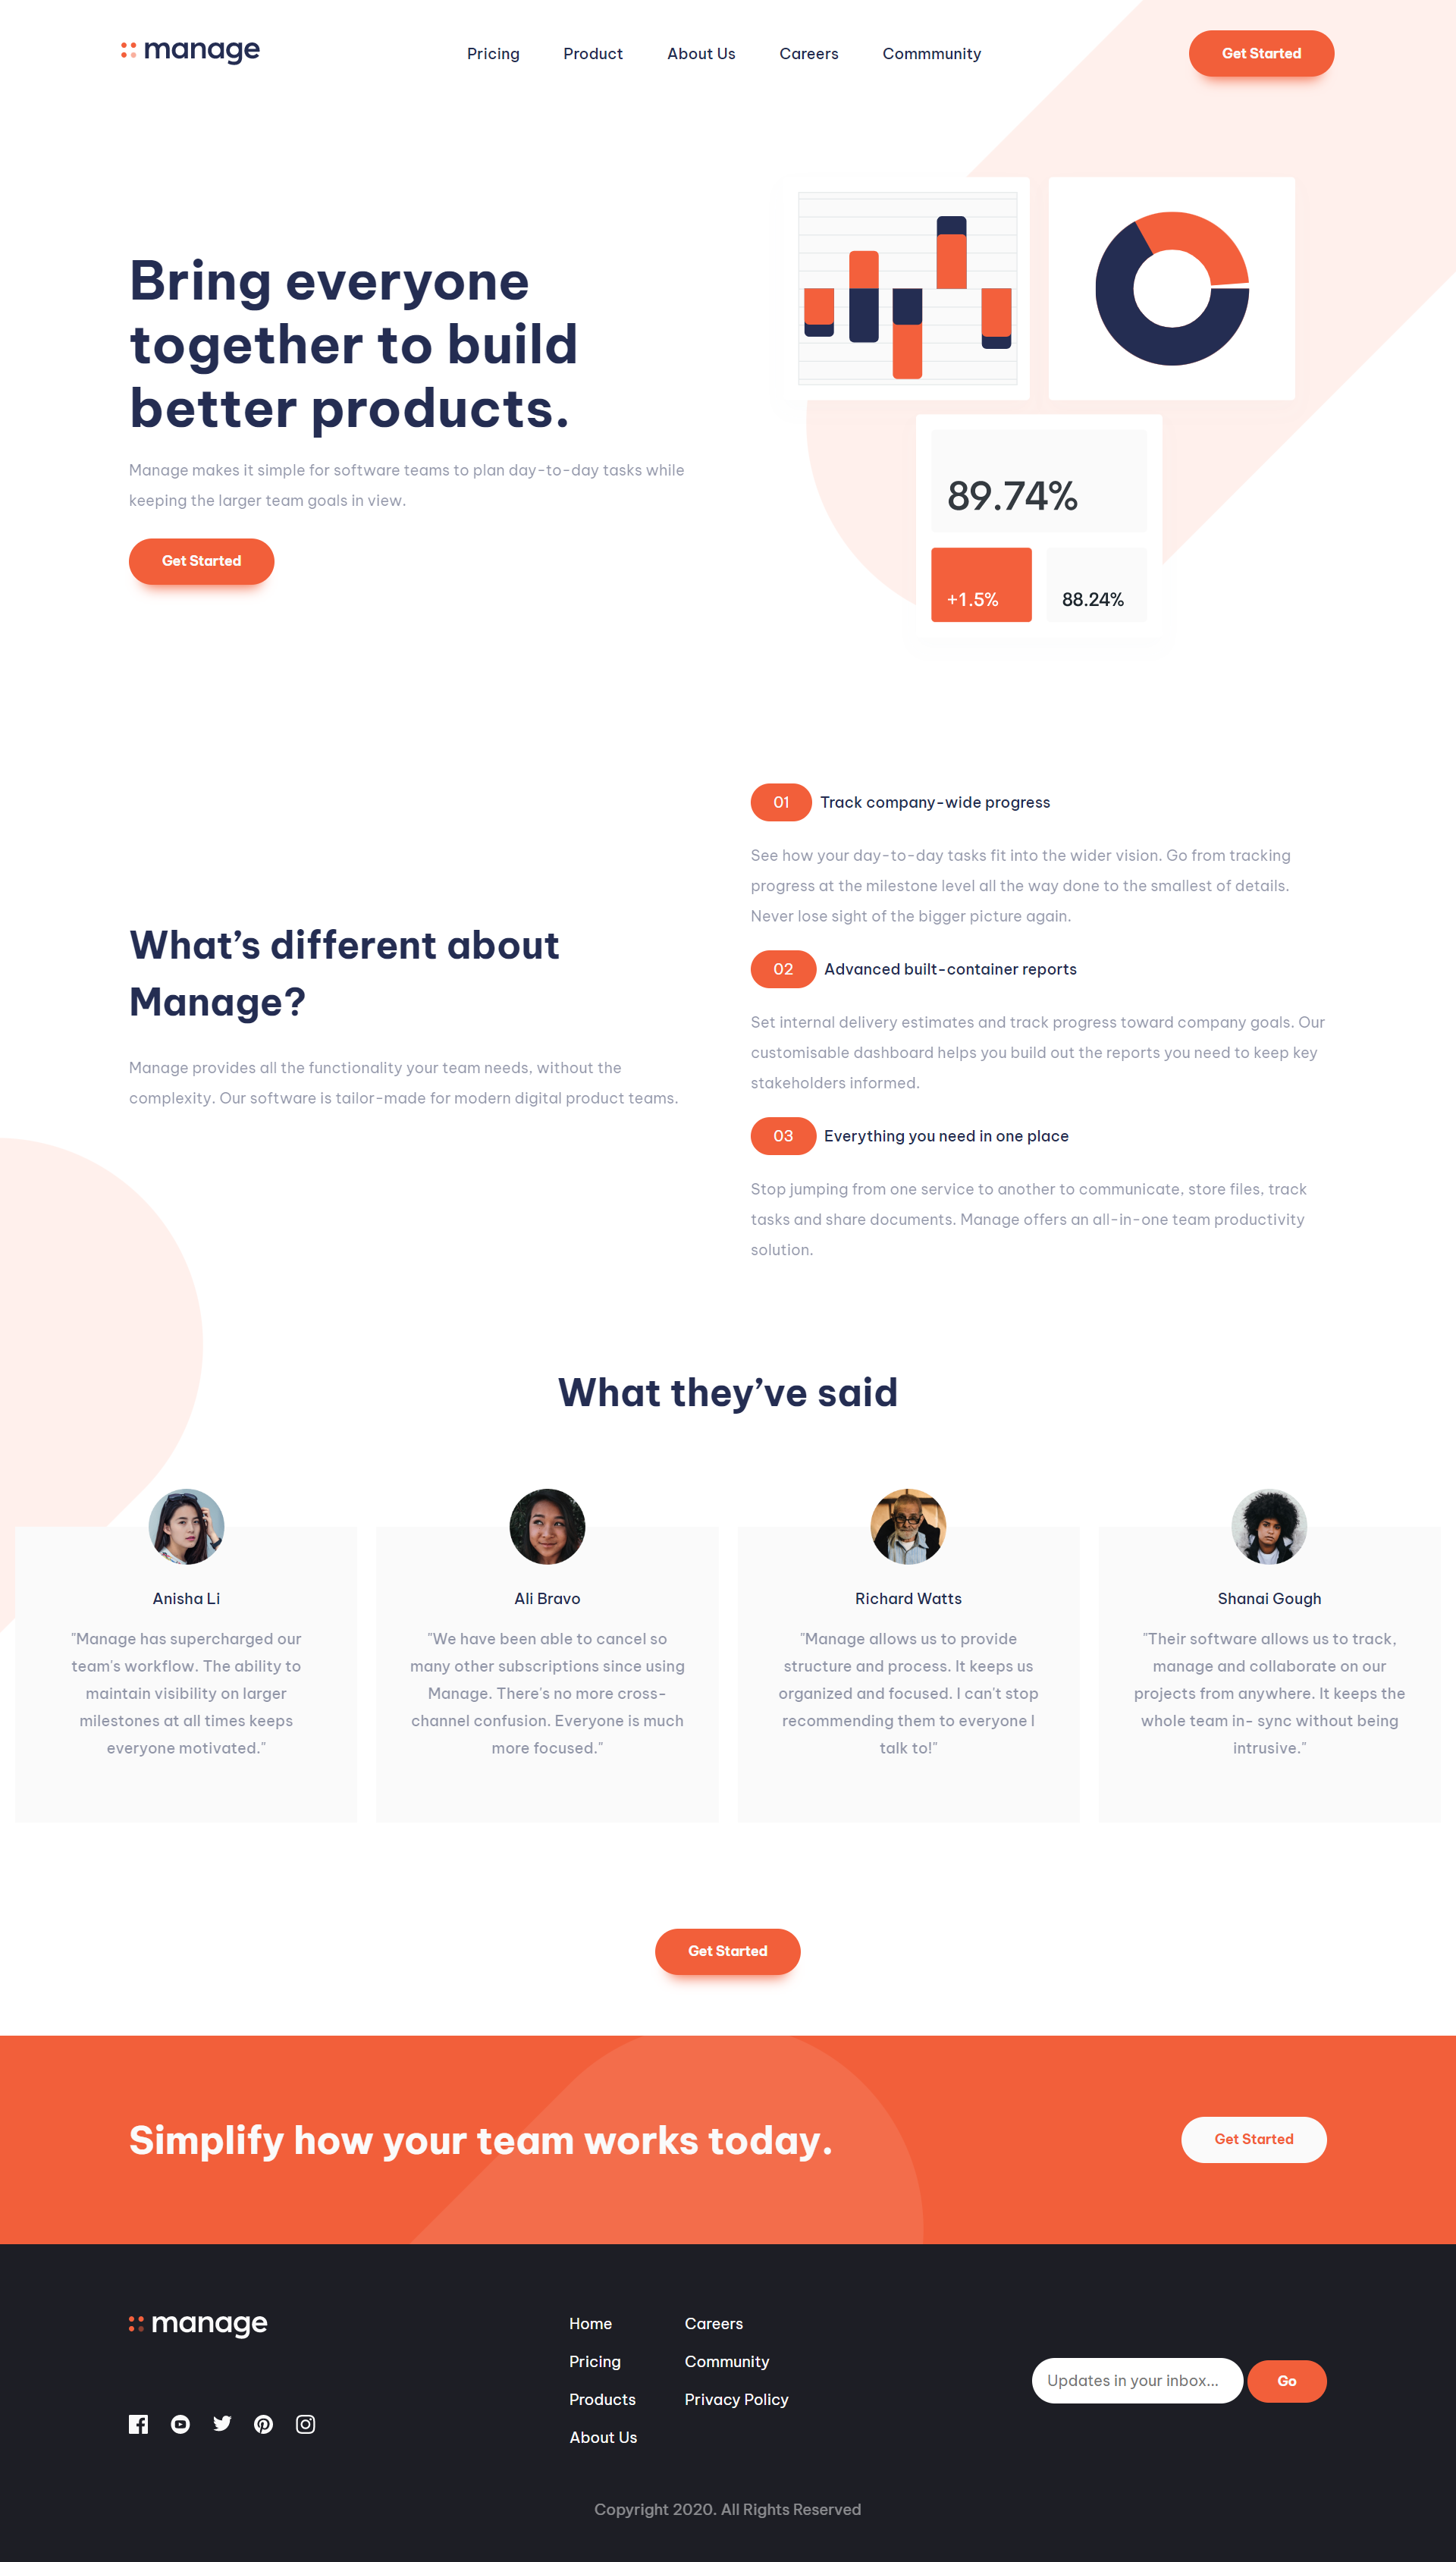 manage
Pricing Product About Us Careers Commmunity
Get Started
Bring everyone
together to build
better products.
Manage makes it simple for software teams to plan day-to-day tasks while
keeping the larger team goals in view.
Get Started
89.74%
+1.5%
88.24%
What’s different about
Manage?
Manage provides all the functionality your team needs, without the
complexity. Our software is tailor-made for modern digital product teams.
01 Track company-wide progress
See how your day-to-day tasks fit into the wider vision. Go from tracking
progress at the milestone level all the way done to the smallest of details.
Never lose sight of the bigger picture again.
02 Advanced built-container reports
Set internal delivery estimates and track progress toward company goals. Our
customisable dashboard helps you build out the reports you need to keep key
stakeholders informed.
03 Everything you need in one place
Stop jumping from one service to another to communicate, store files, track
tasks and share documents. Manage offers an all-in-one team productivity
solution.
What they’ve said
Anisha Li
"Manage has supercharged our
team's workflow. The ability to
maintain visibility on larger
milestones at all times keeps
everyone motivated."
Ali Bravo
"We have been able to cancel so
many other subscriptions since using
Manage. There's no more cross-
channel confusion. Everyone is much
more focused."
Richard Watts
"Manage allows us to provide
structure and process. It keeps us
organized and focused. I can't stop
recommending them to everyone I
talk to!"
Shanai Gough
"Their software allows us to track,
manage and collaborate on our
projects from anywhere. It keeps the
whole team in- sync without being
intrusive."
Get Started
Simplify how your team works today.
Get Started
manage
Home
Pricing
Products
About Us
Careers
Community
Privacy Policy
Updates in your inbox...
Go
Copyright 2020. All Rights Reserved